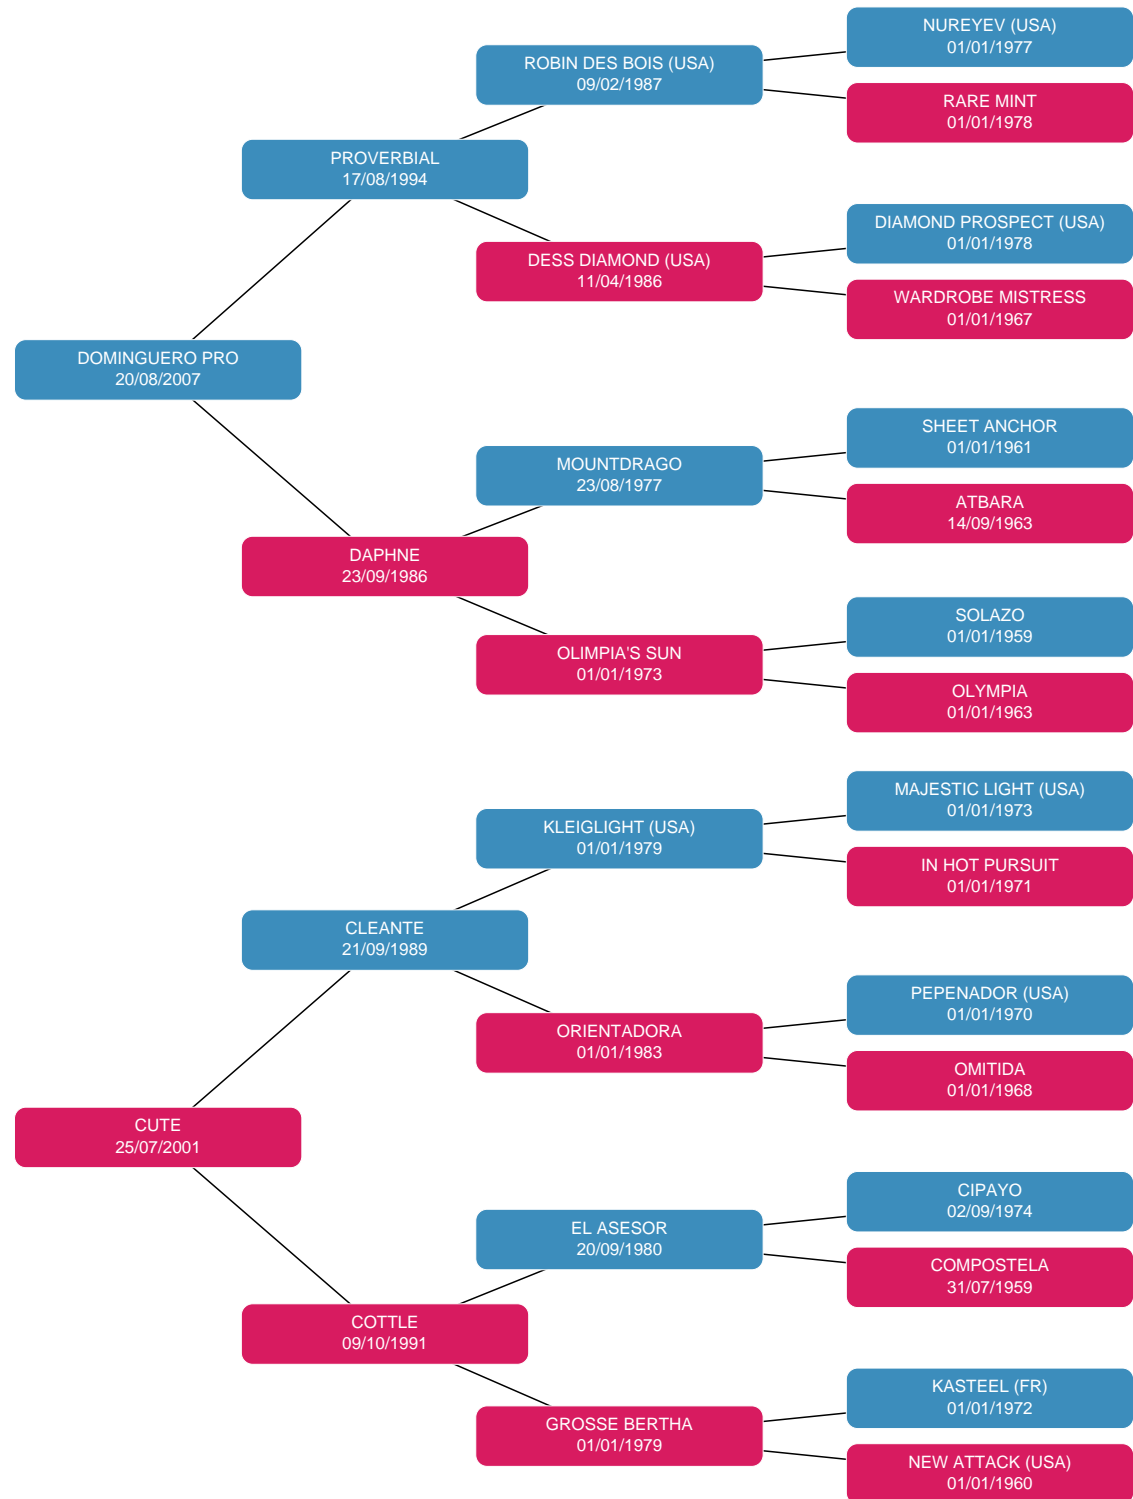 NUREYEV (USA)
01/01/1977
ROBIN DES BOIS (USA)
09/02/1987
RARE MINT
01/01/1978
PROVERBIAL
17/08/1994
DIAMOND PROSPECT (USA)
01/01/1978
DESS DIAMOND (USA)
11/04/1986
WARDROBE MISTRESS
01/01/1967
DOMINGUERO PRO
20/08/2007
SHEET ANCHOR
01/01/1961
MOUNTDRAGO
23/08/1977
ATBARA
14/09/1963
DAPHNE
23/09/1986
SOLAZO
01/01/1959
OLIMPIA'S SUN
01/01/1973
OLYMPIA
01/01/1963
MAJESTIC LIGHT (USA)
01/01/1973
KLEIGLIGHT (USA)
01/01/1979
IN HOT PURSUIT
01/01/1971
CLEANTE
21/09/1989
PEPENADOR (USA)
01/01/1970
ORIENTADORA
01/01/1983
OMITIDA
01/01/1968
CUTE
25/07/2001
CIPAYO
02/09/1974
EL ASESOR
20/09/1980
COMPOSTELA
31/07/1959
COTTLE
09/10/1991
KASTEEL (FR)
01/01/1972
GROSSE BERTHA
01/01/1979
NEW ATTACK (USA)
01/01/1960